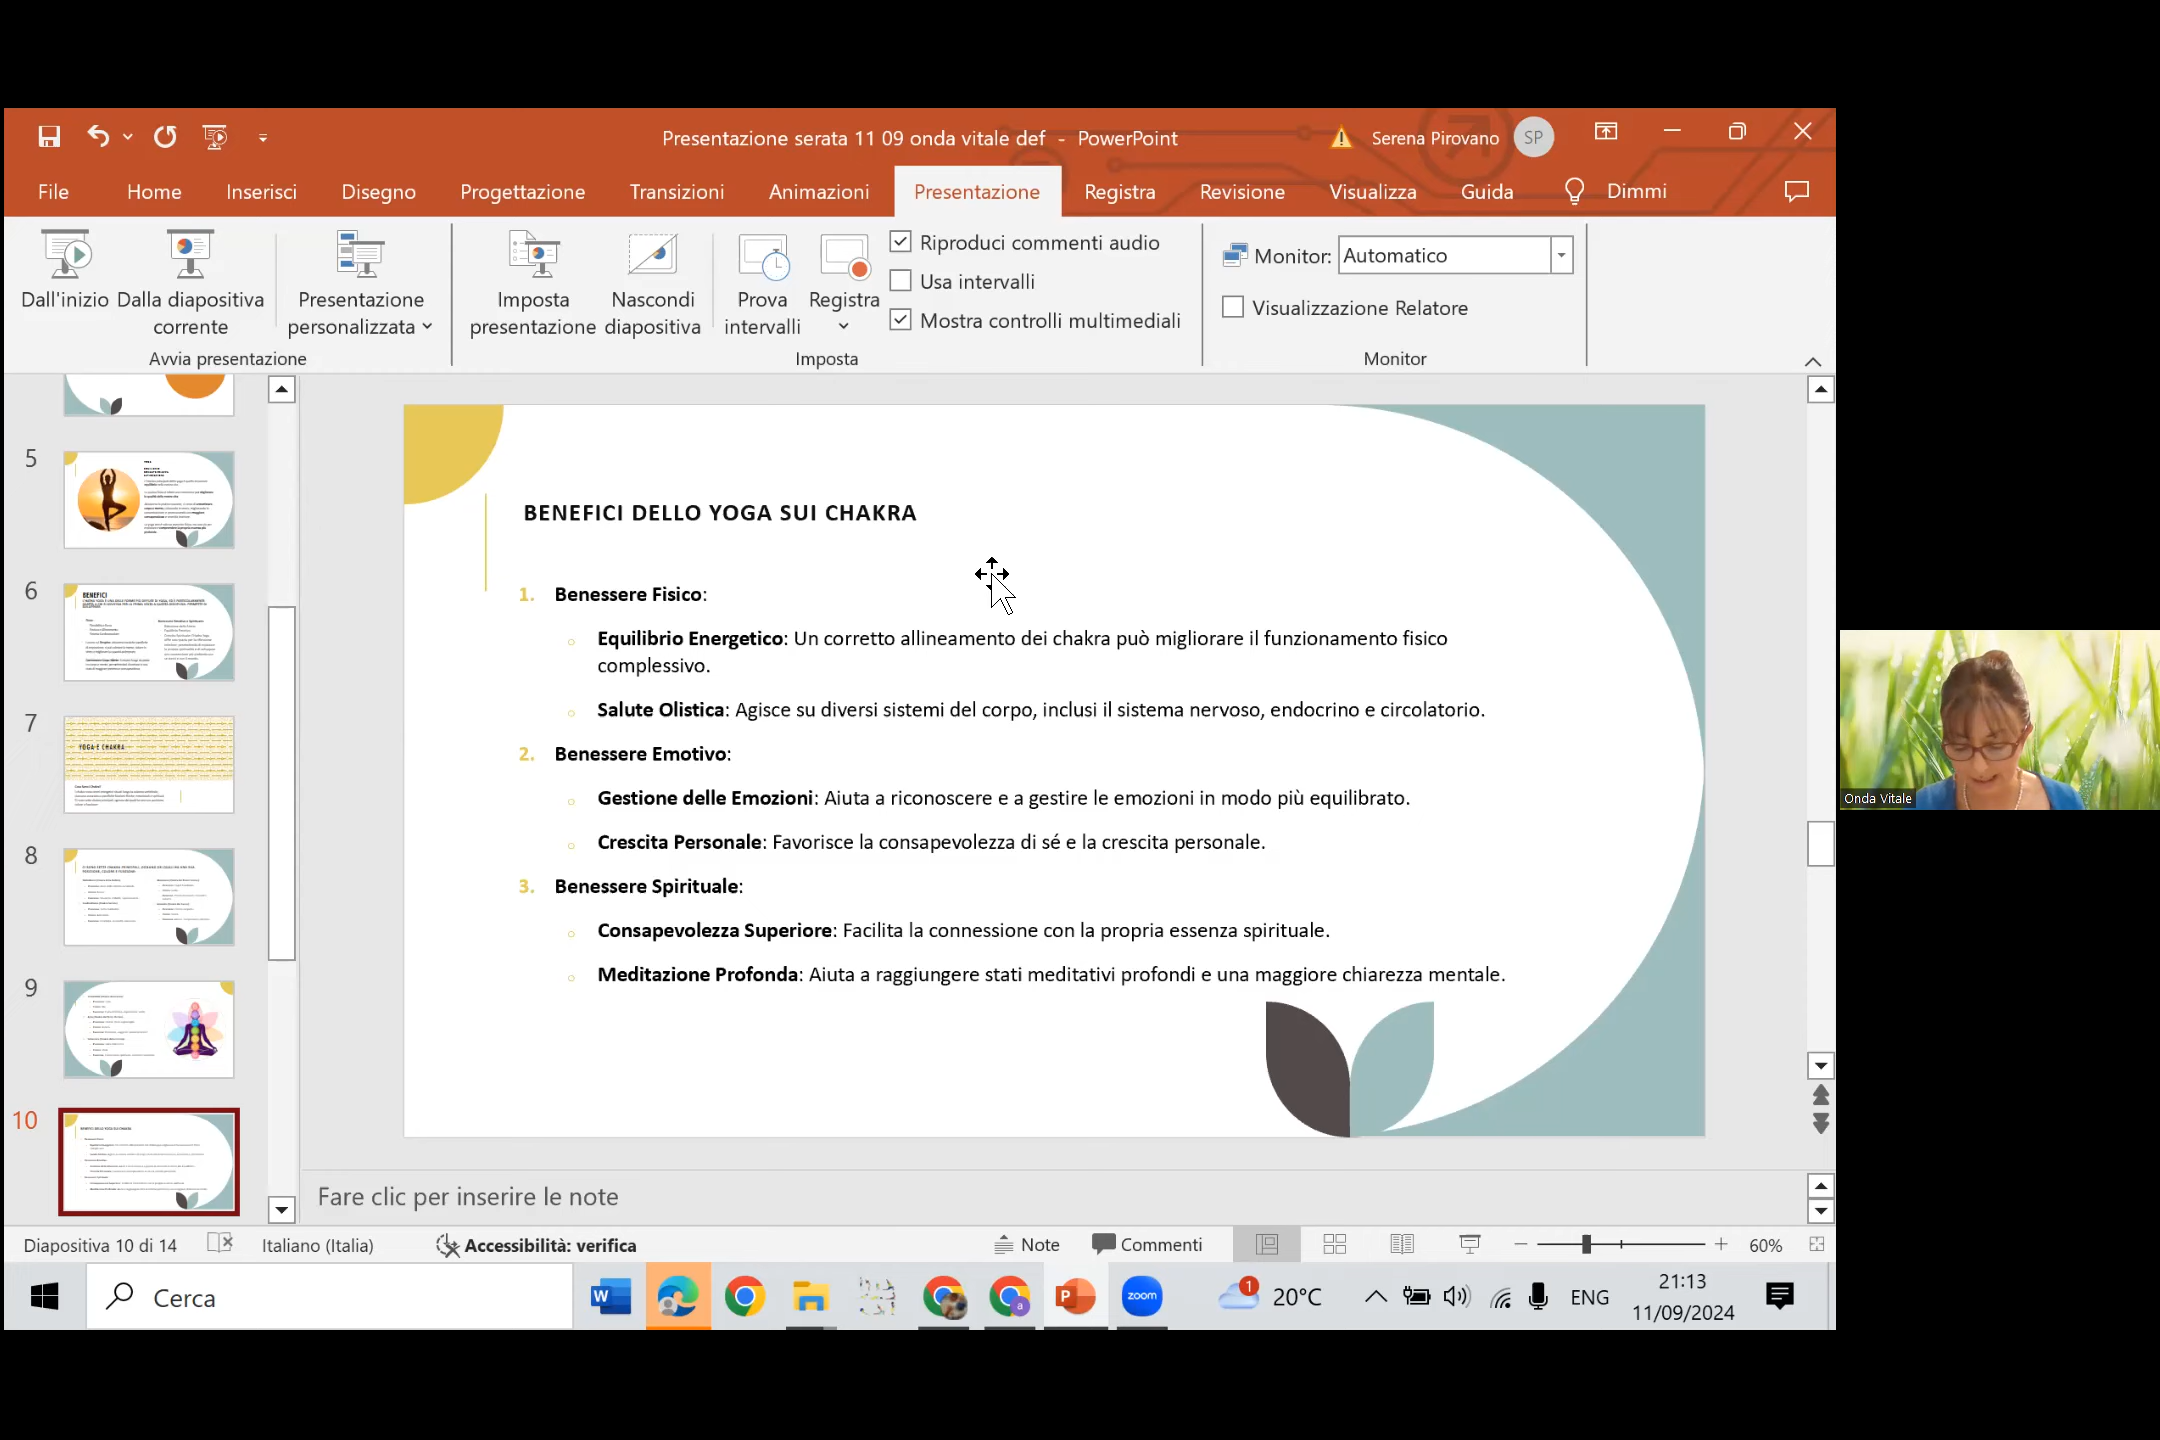 Presentazione serata 11 09 onda vitale def - PowerPoint
Serena Pirovano
SP
File
Home
Inserisci
Disegno
Progettazione
Transizioni
Animazioni
Presentazione
Registra
Revisione
Visualizza
Guida
Dimmi
Dall'inizio
Dalla diapositiva
corrente
Presentazione
personalizzata
Imposta
presentazione
Nascondi
diapositiva
Prova
intervalli
Registra
Riproduci commenti audio
Usa intervalli
Mostra controlli multimediali
Monitor: Automatico
Visualizzazione Relatore
Avvia presentazione
Imposta
Monitor
5
6
BENEFICI
7
YOGA E CHAKRA
8
9
10
BENEFICI DELLO YOGA SUI CHAKRA
1. Benessere Fisico:
Equilibrio Energetico: Un corretto allineamento dei chakra può migliorare il funzionamento fisico
complessivo.
Salute Olistica: Agisce su diversi sistemi del corpo, inclusi il sistema nervoso, endocrino e circolatorio.
2. Benessere Emotivo:
Gestione delle Emozioni: Aiuta a riconoscere e a gestire le emozioni in modo più equilibrato.
Crescita Personale: Favorisce la consapevolezza di sé e la crescita personale.
3. Benessere Spirituale:
Consapevolezza Superiore: Facilita la connessione con la propria essenza spirituale.
Meditazione Profonda: Aiuta a raggiungere stati meditativi profondi e una maggiore chiarezza mentale.
Onda Vitale
Fare clic per inserire le note
Diapositiva 10 di 14
Italiano (Italia)
Accessibilità: verifica
Note
Commenti
60%
Cerca
W
a
P
zoom
1
20°C
ENG
21:13
11/09/2024